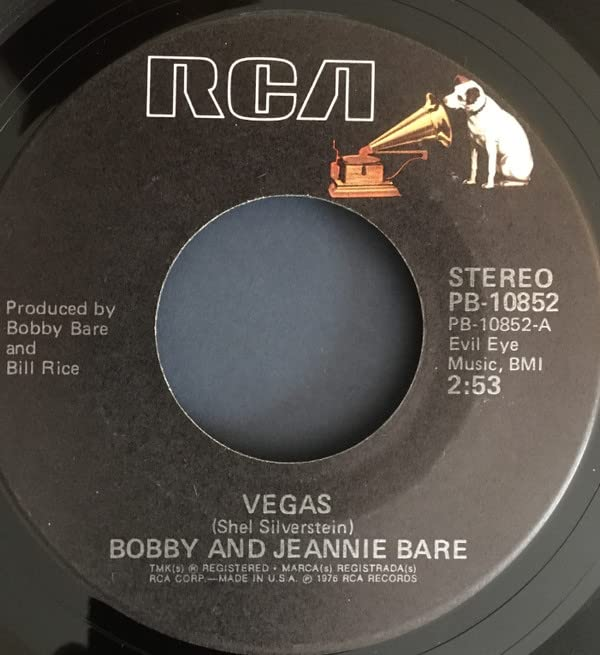 RCA
Produced by
Bobby Bare
and
Bill Rice
STEREO
PB-10852
PB-10852-A
Evil Eye
Music, BMI
2:53
VEGAS
(Shel Silverstein)
BOBBY AND JEANNIE BARE
TMK(s) ® REGISTERED • MARCA(s) REGISTRADA(s)
RCA CORP.—MADE IN U.S.A. ℗ 1976 RCA RECORDS